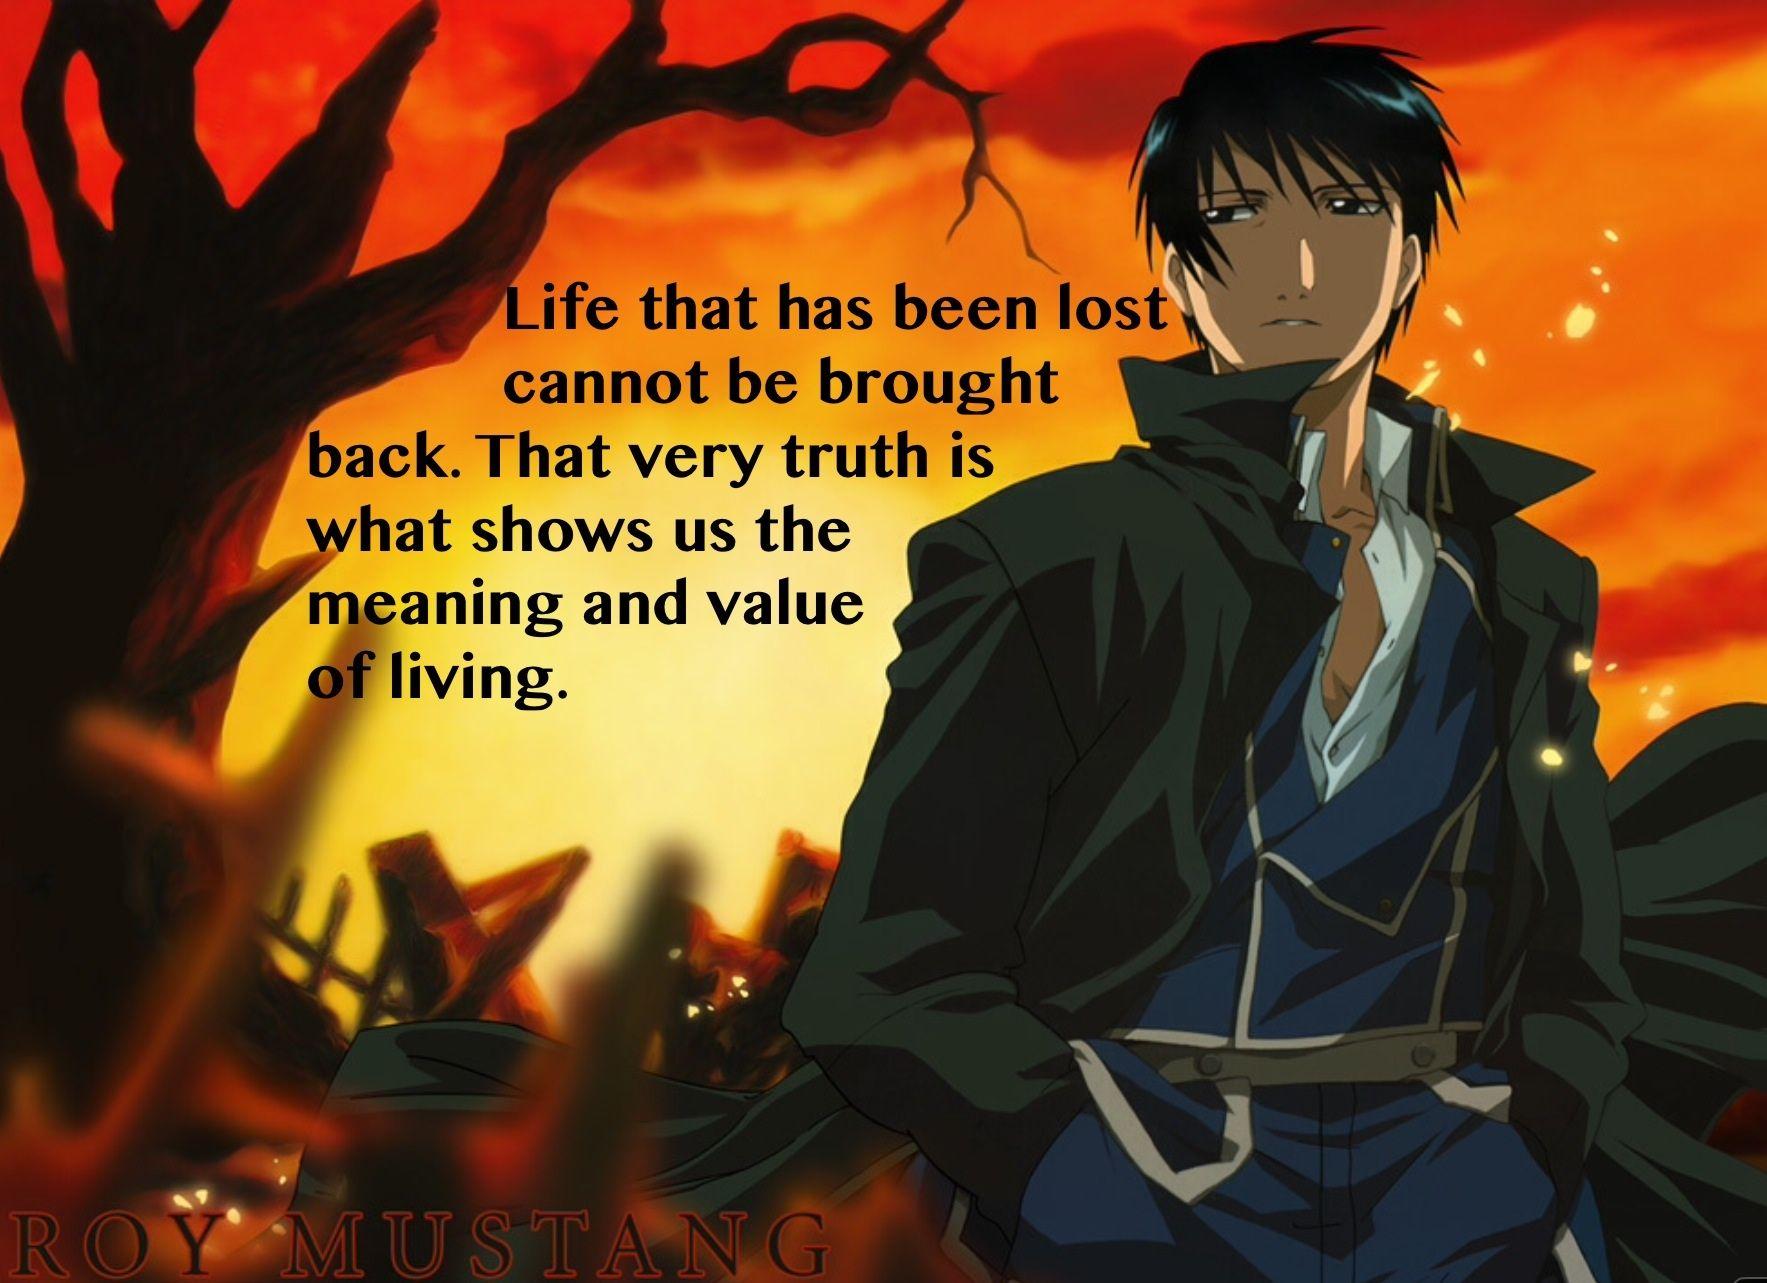 Life that has been lost
cannot be brought
back. That very truth is
what shows us the
meaning and value
of living.
ROY MUSTANG